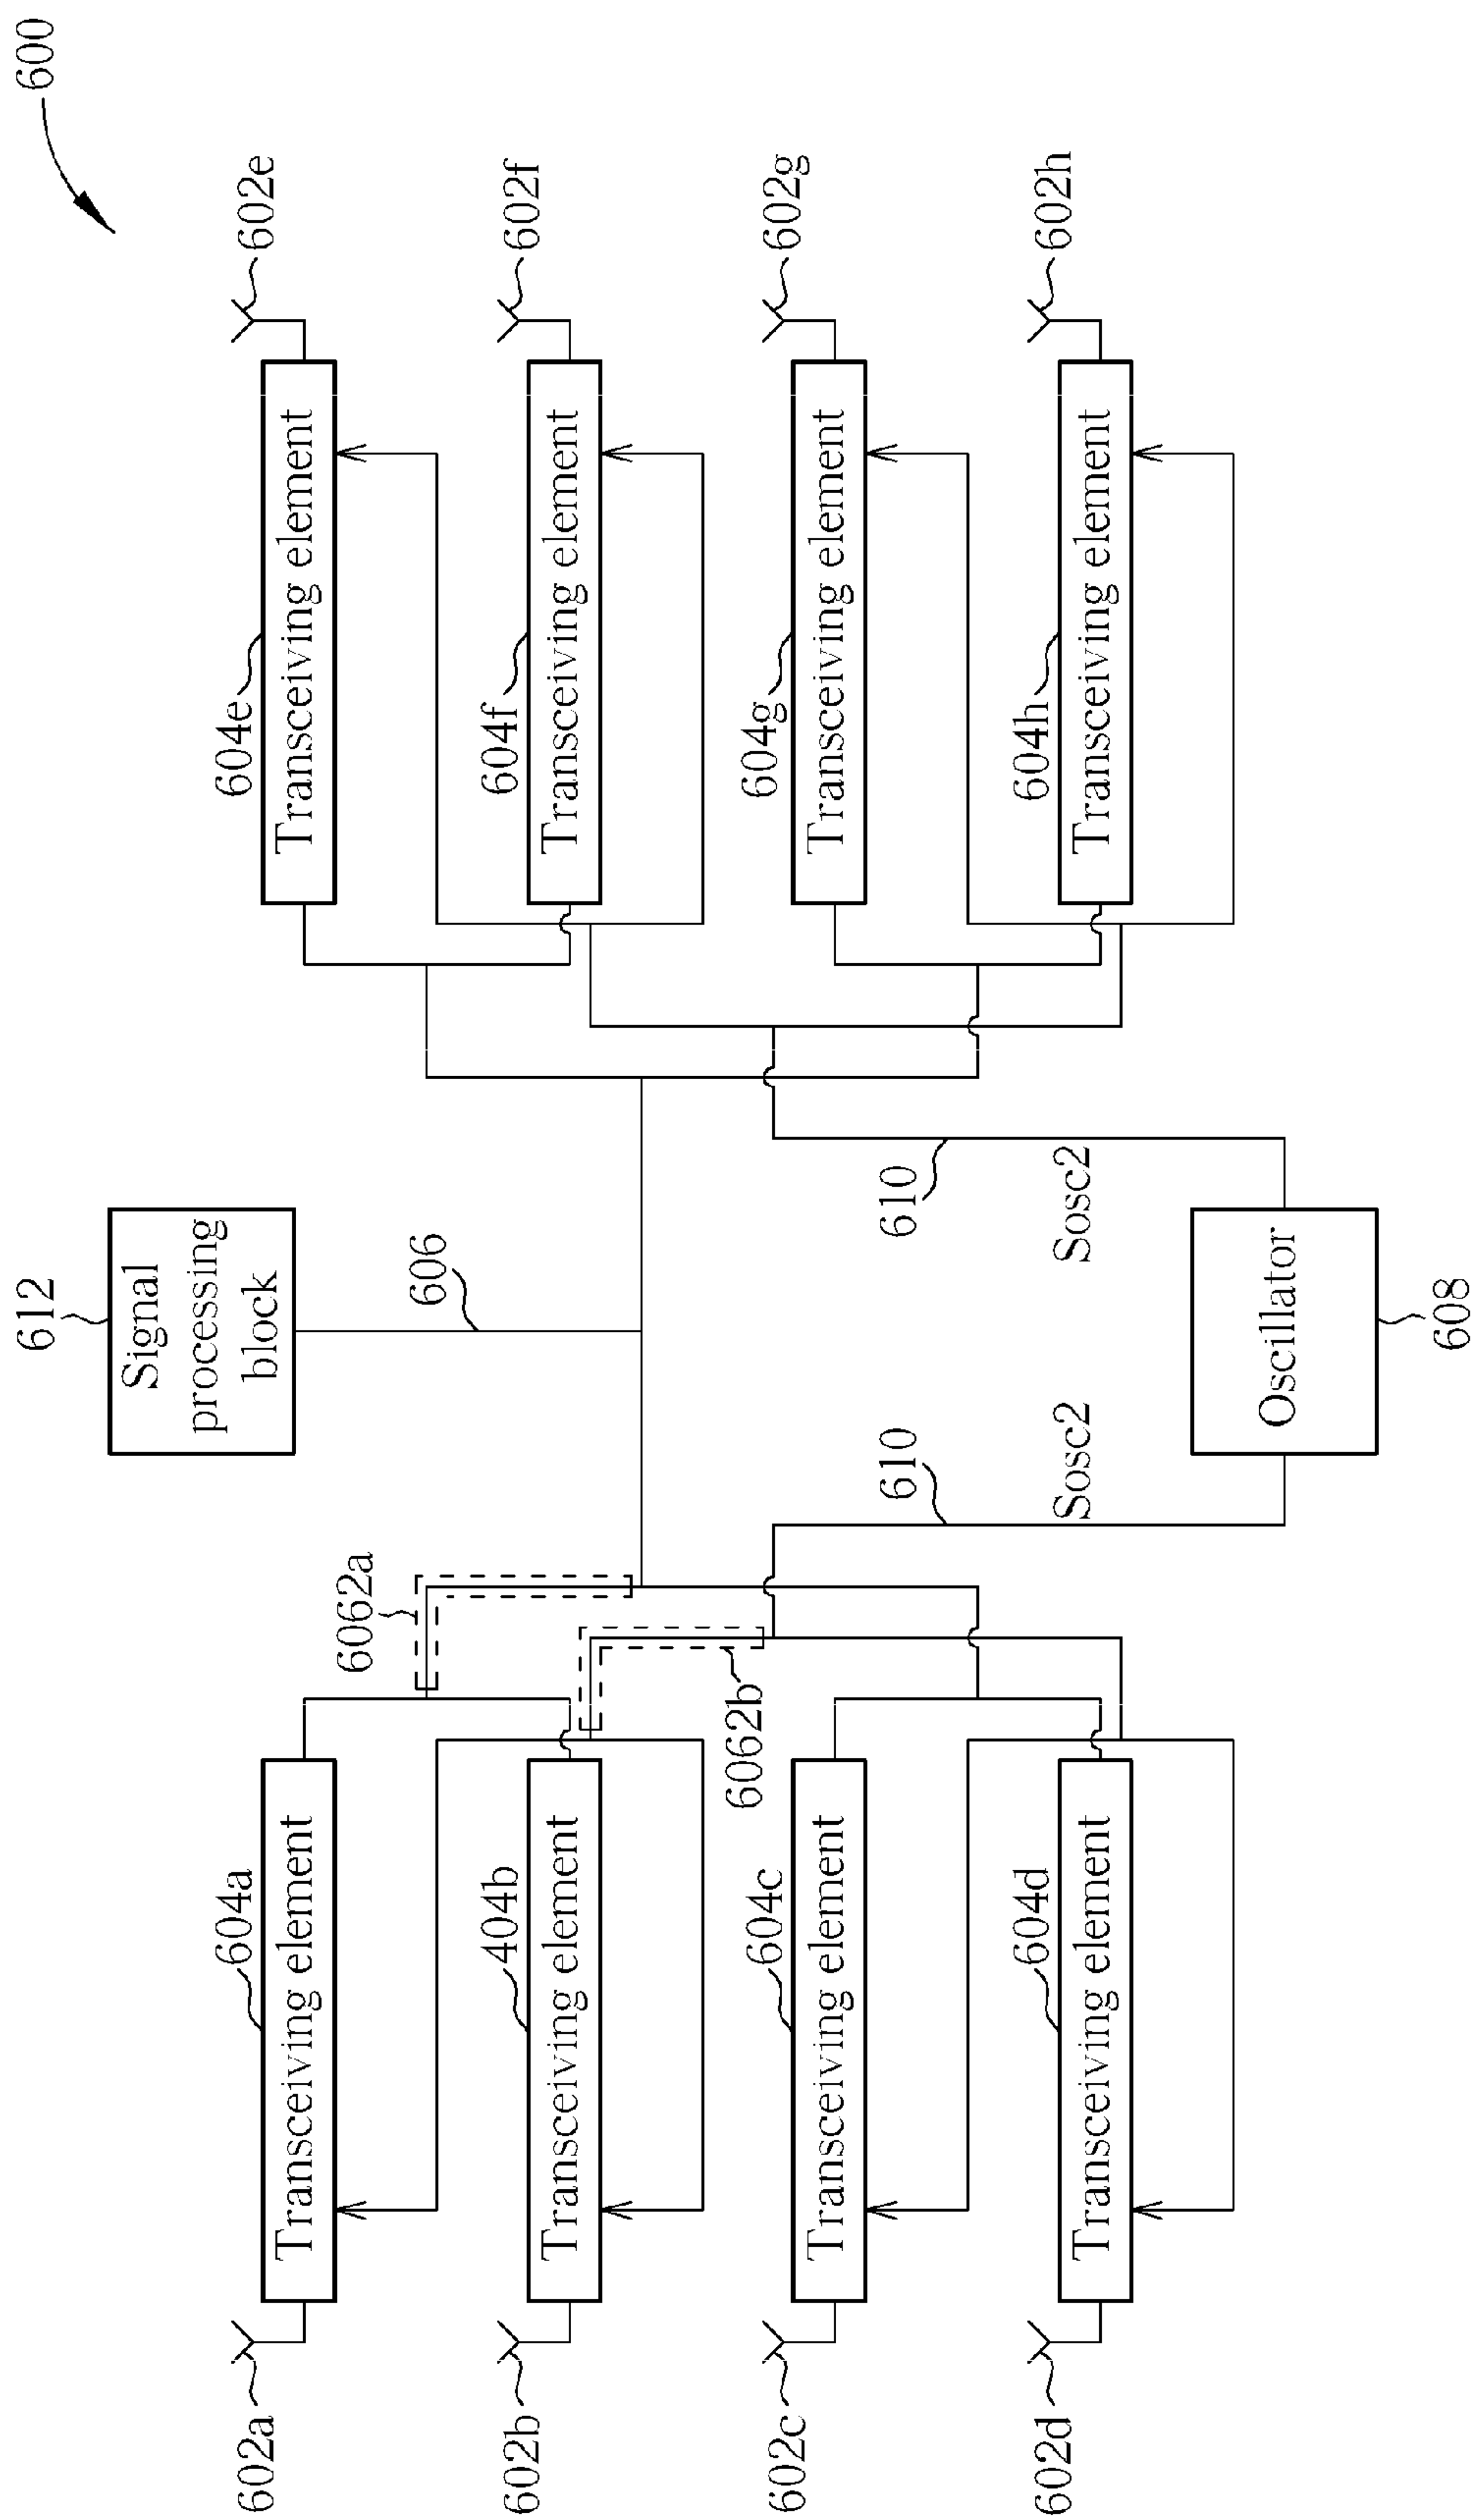 600
612
Signal
processing
block
606
602a
604a
Transceiving element
6062a
604e
Transceiving element
602e
602b
404b
Transceiving element
6062b
604f
Transceiving element
602f
602c
604c
Transceiving element
610
610
604g
Transceiving element
602g
602d
604d
Transceiving element
Sosc2
Sosc2
604h
Transceiving element
602h
Oscillator
608